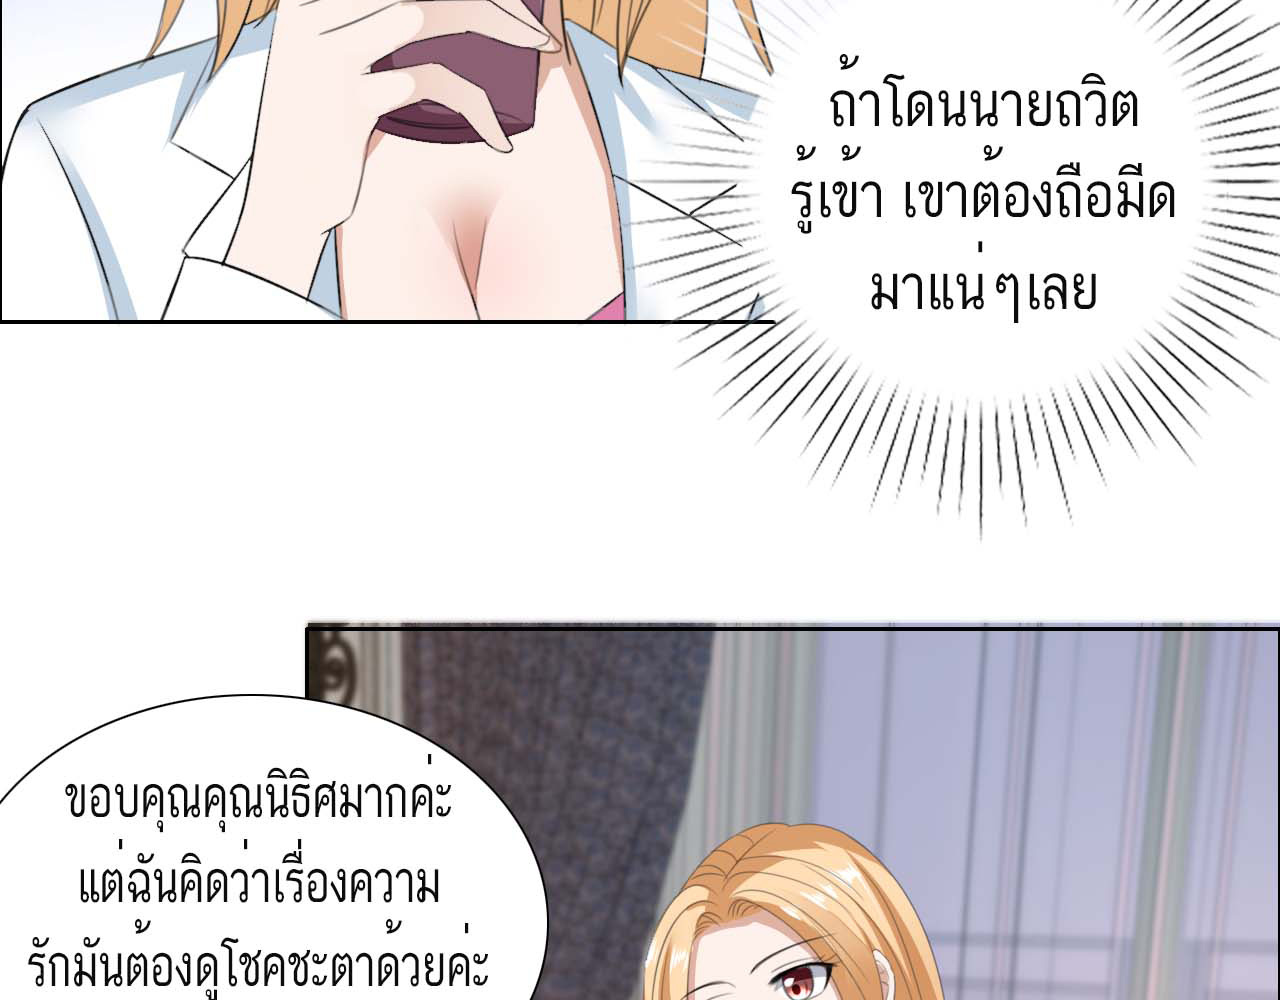 ถ้าโดนนายถวิต
รู้เข้า เขาต้องถือมีด
มาแน่ๆเลย
ขอบคุณคุณนิธิศมากค่ะ
แต่ฉันคิดว่าเรื่องความ
รักมันต้องดูโชคชะตาด้วยค่ะ